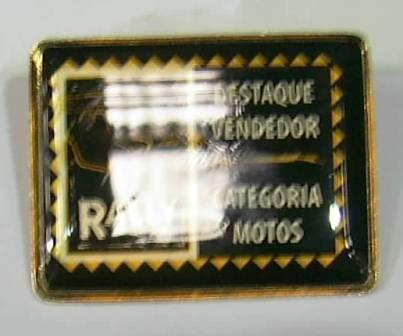 DESTAQUE
VENDEDOR
CATEGORIA
MOTOS